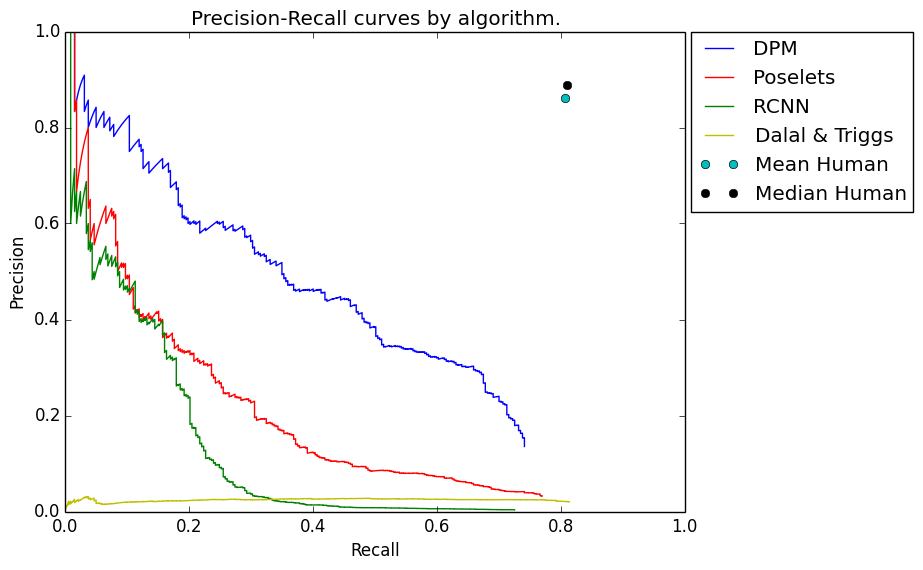 Precision-Recall curves by algorithm.
1.0
0.8
0.6
0.4
0.2
0.0
Precision
0.0 0.2 0.4 0.6 0.8 1.0
Recall
DPM
Poselets
RCNN
Dalal & Triggs
Mean Human
Median Human